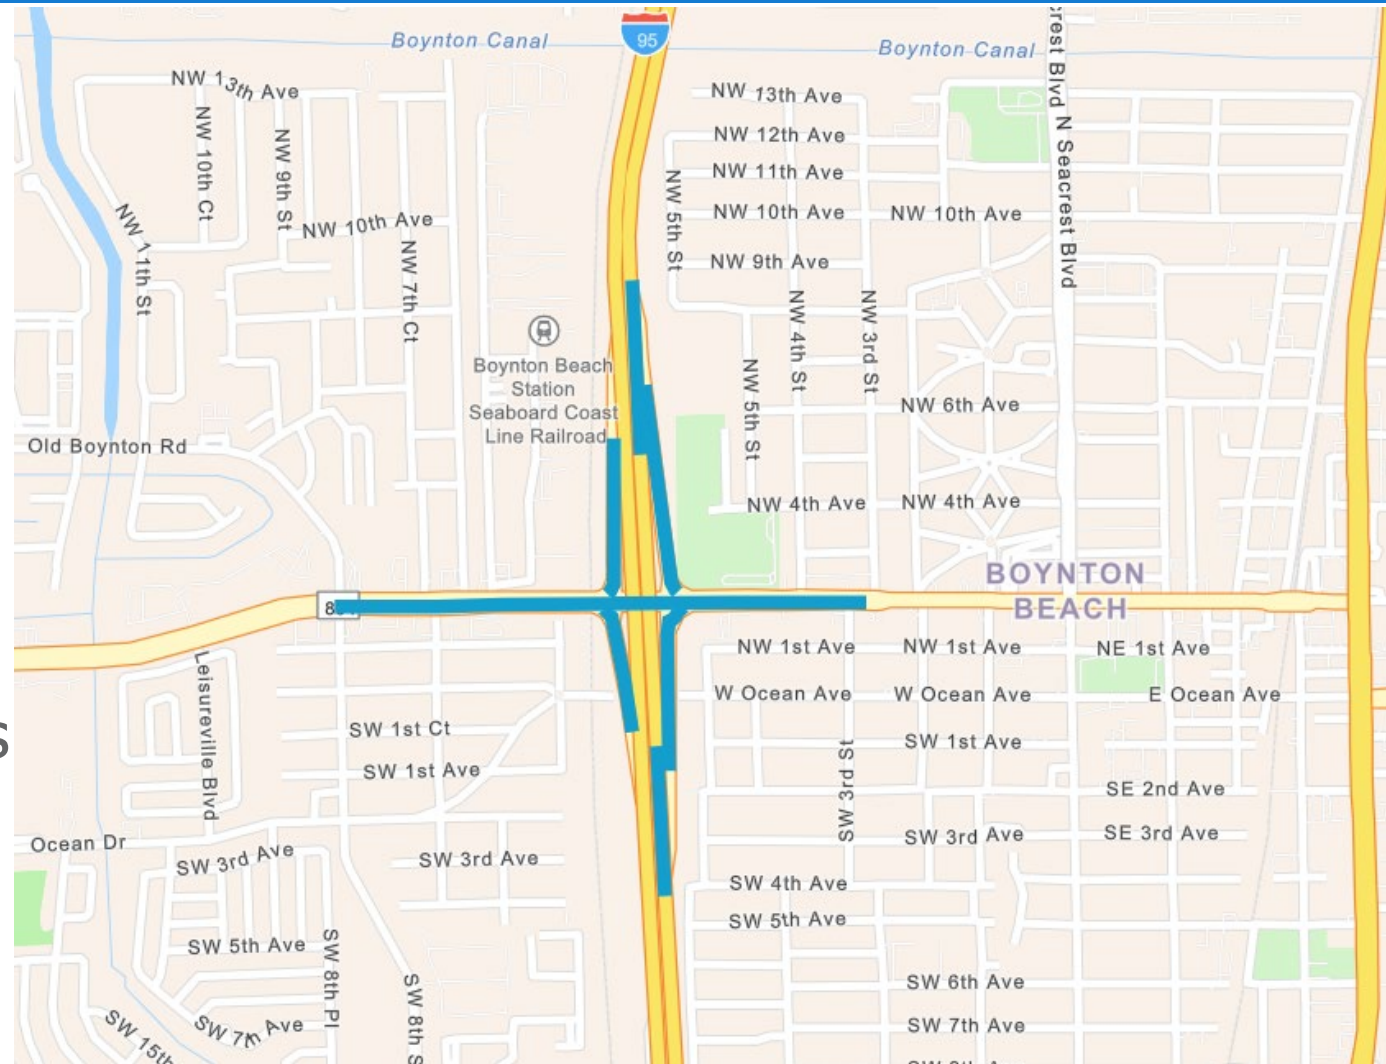 Boynton Canal
95
Boynton Canal
crest Blvd
NW 13th Ave
NW 13th Ave
NW 12th Ave
NW 11th Ave
NW 10th Ct
NW 9th St
N Seacrest Blvd
NW 5th St
NW 10th Ave
NW 10th Ave
NW 10th Ave
NW 11th St
NW 7th Ct
NW 9th Ave
NW 4th St
NW 3rd St
Boynton Beach
Station
Seaboard Coast
Line Railroad
NW 5th St
NW 6th Ave
Old Boynton Rd
NW 4th Ave
NW 4th Ave
BOYNTON
BEACH
NW 1st Ave
NW 1st Ave
NE 1st Ave
Leisureville Blvd
W Ocean Ave
W Ocean Ave
E Ocean Ave
s
SW 1st Ct
SW 1st Ave
SW 1st Ave
SW 3rd St
SE 2nd Ave
Ocean Dr
SW 3rd Ave
SW 3rd Ave
SW 3rd Ave
SE 3rd Ave
SW 4th Ave
SW 5th Ave
SW 5th Ave
SW 8th Pl
SW 8th S
SW 6th Ave
SW 15th
SW 7th Ave
SW 7th Ave